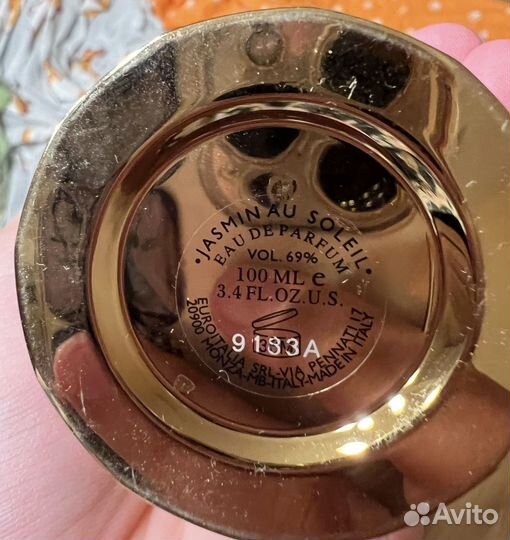 ·JASMIN AU SOLEIL·
EAU DE PARFUM
VOL. 69%
100 ML e
3.4 FL.OZ.U.S.
9183A
EUROITALIA SRL-VIA PENNATI 17
20900 MONZA-MB-ITALY-MADE IN ITALY
Avito